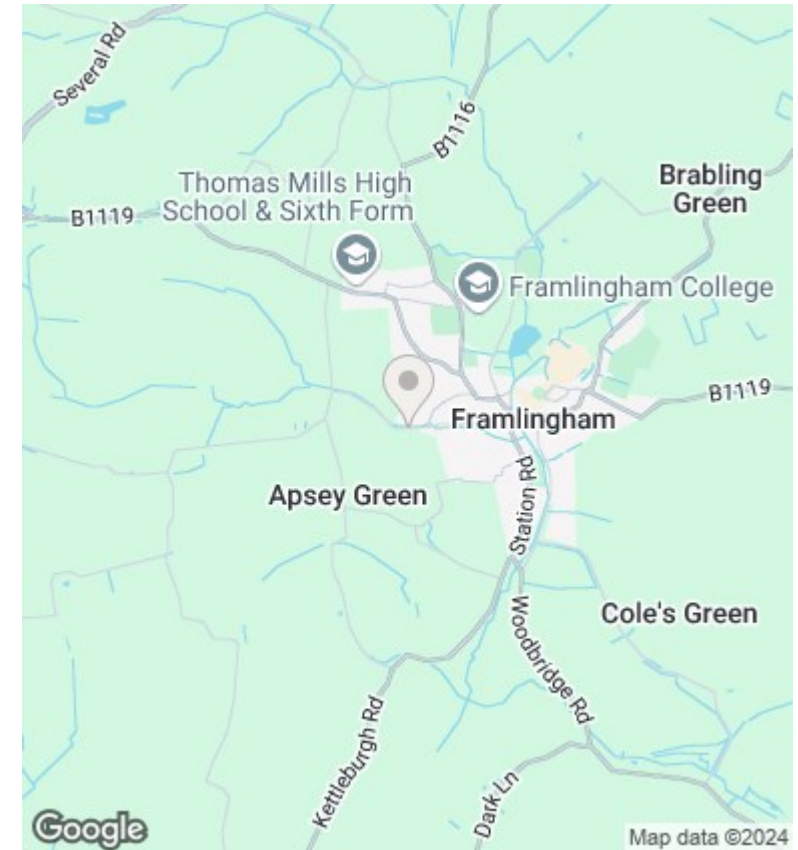 Several Rd
B1116
Thomas Mills High
School & Sixth Form
Brabling
Green
B1119
Framlingham College
B1119
Framlingham
Apsey Green
Station Rd
Cole's Green
Woodbridge Rd
Kettleburgh Rd
Dark Ln
Google
Map data ©2024